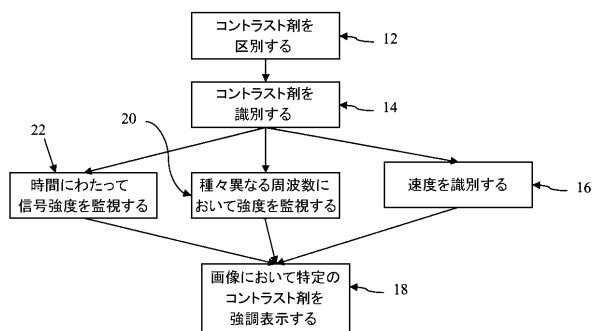 コントラスト剤を
区別する
12
コントラスト剤を
識別する
14
22
20
時間にわたって
信号強度を監視する
種々異なる周波数に
おいて強度を監視する
速度を識別する
16
画像において特定の
コントラスト剤を
強調表示する
18